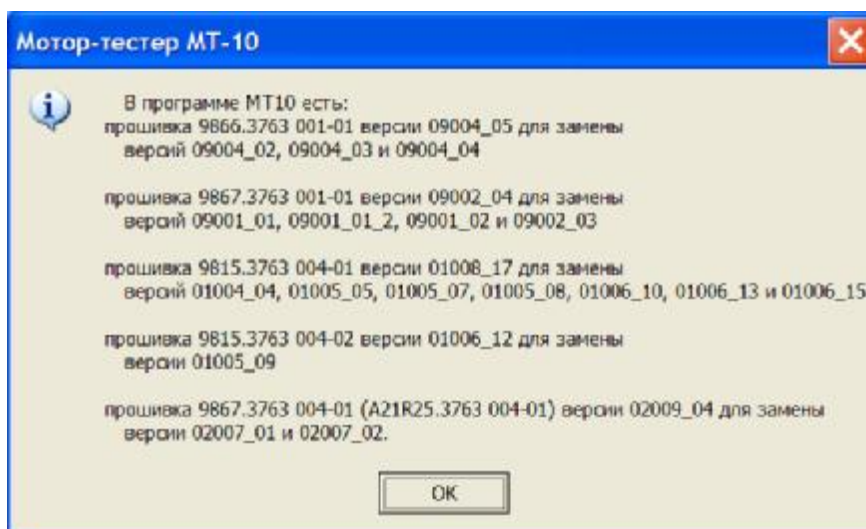 Мотор-тестер МТ-10
В программе МТ10 есть:
прошивка 9866.3763 001-01 версии 09004_05 для замены
версий 09004_02, 09004_03 и 09004_04
прошивка 9867.3763 001-01 версии 09002_04 для замены
версий 09001_01, 09001_01_2, 09001_02 и 09002_03
прошивка 9815.3763 004-01 версии 01008_17 для замены
версий 01004_04, 01005_05, 01005_07, 01005_08, 01006_10, 01006_13 и 01006_15
прошивка 9815.3763 004-02 версии 01006_12 для замены
версии 01005_09
прошивка 9867.3763 004-01 (A21R25.3763 004-01) версии 02009_04 для замены
версии 02007_01 и 02007_02.
OK